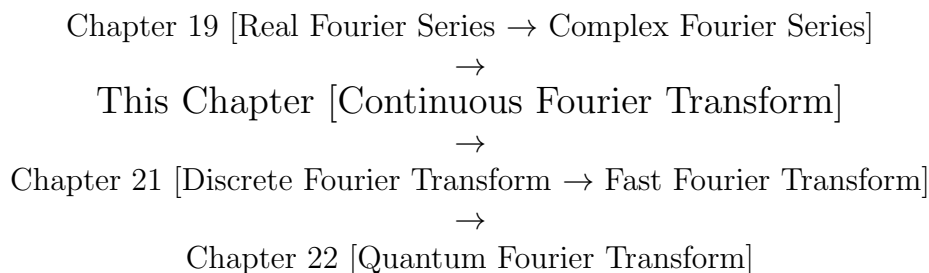 Chapter 19 [Real Fourier Series → Complex Fourier Series]
→
This Chapter [Continuous Fourier Transform]
→
Chapter 21 [Discrete Fourier Transform → Fast Fourier Transform]
→
Chapter 22 [Quantum Fourier Transform]